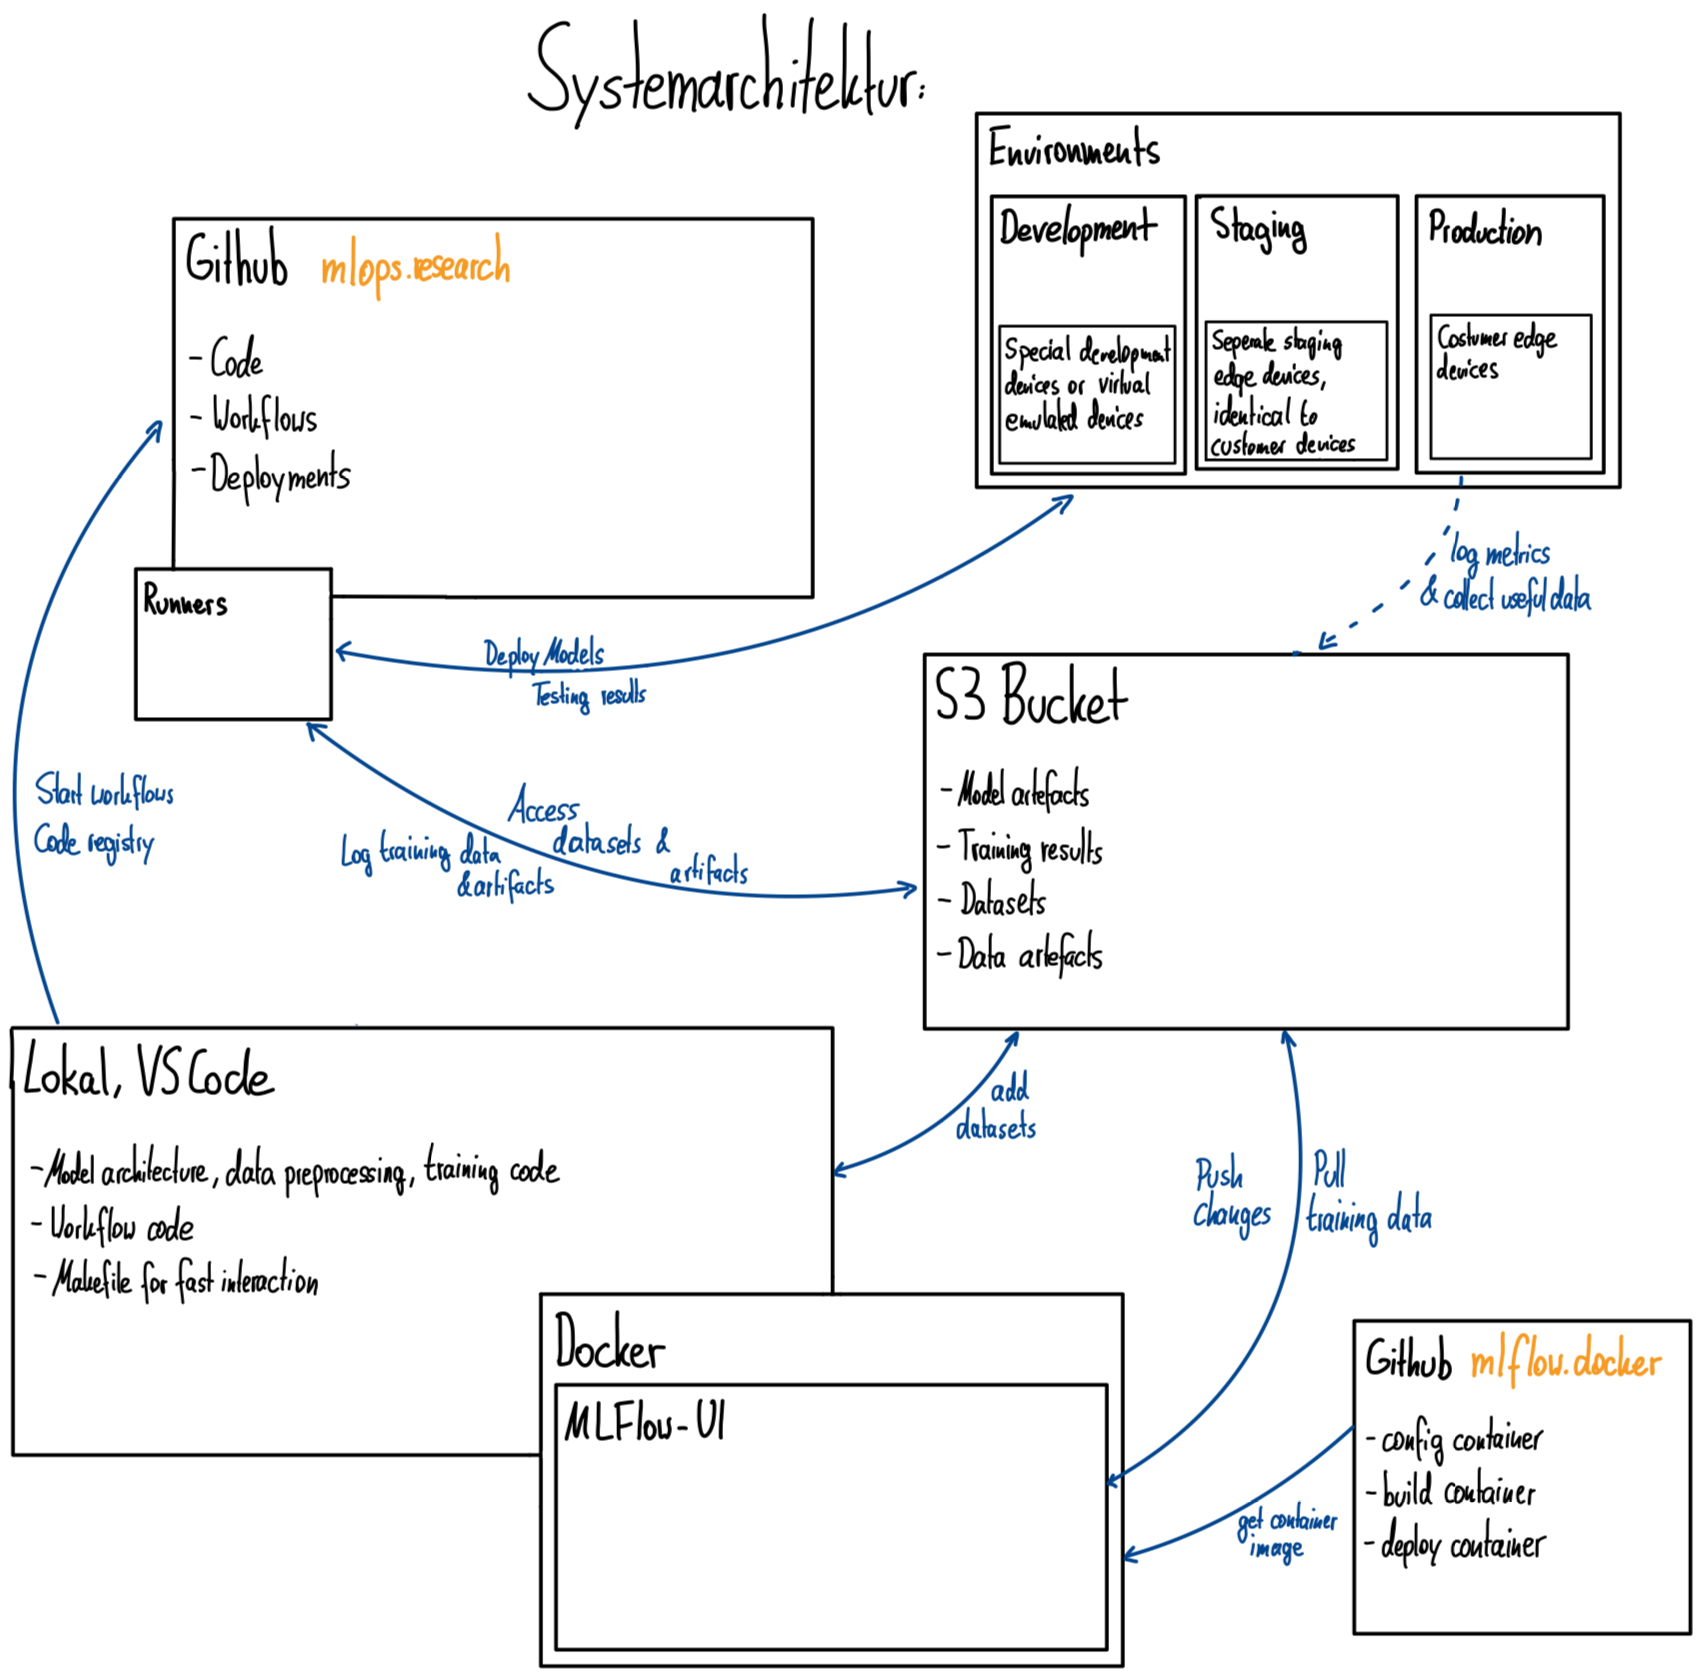 Systemarchitektur:
Environments
Development
Special development
devices or virtual
emulated devices
Staging
Seperate staging
edge devices,
identical to
customer devices
Production
Costumer edge
devices
Github mlops.research
- Code
- Workflows
- Deployments
Runners
Deploy Models
Testing results
log metrics
& collect useful data
S3 Bucket
- Model artefacts
- Training results
- Datasets
- Data artefacts
Start workflows
Code registry
Access
datasets &
artifacts
Log training data
& artifacts
Lokal, VSCode
- Model architecture, data preprocessing, training code
- Workflow code
- Makefile for fast interaction
add
datasets
Push
changes
Pull
training data
Docker
MLFlow-UI
Github mlflow.docker
- config container
- build container
- deploy container
get container
image